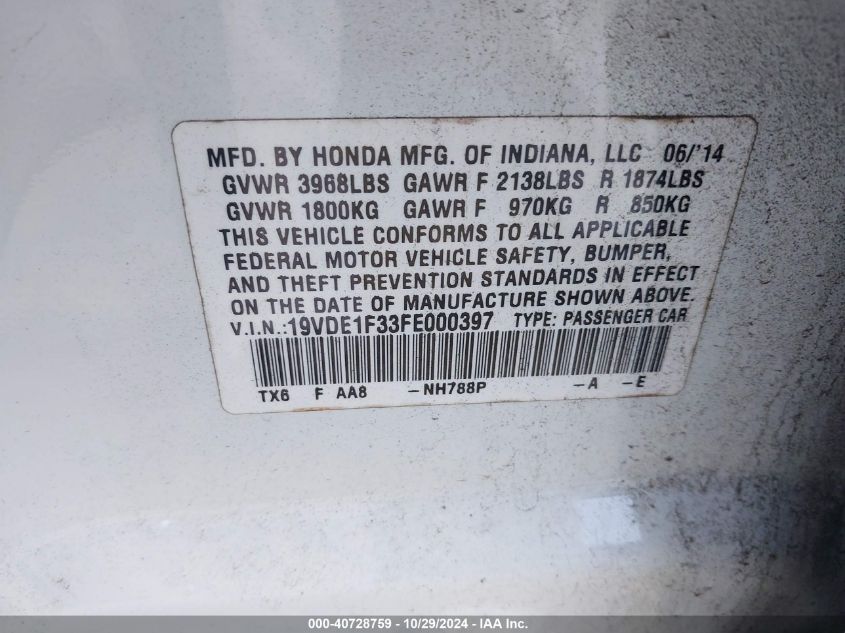 MFD. BY HONDA MFG. OF INDIANA, LLC 06/'14
GVWR 3968LBS GAWR F 2138LBS R 1874LBS
GVWR 1800KG GAWR F 970KG R 850KG
THIS VEHICLE CONFORMS TO ALL APPLICABLE
FEDERAL MOTOR VEHICLE SAFETY, BUMPER,
AND THEFT PREVENTION STANDARDS IN EFFECT
ON THE DATE OF MANUFACTURE SHOWN ABOVE.
V.I.N.:19VDE1F33FE000397 TYPE: PASSENGER CAR
TX6 F AA8 -NH788P -A -E
000-40728759 - 10/29/2024 - IAA Inc.